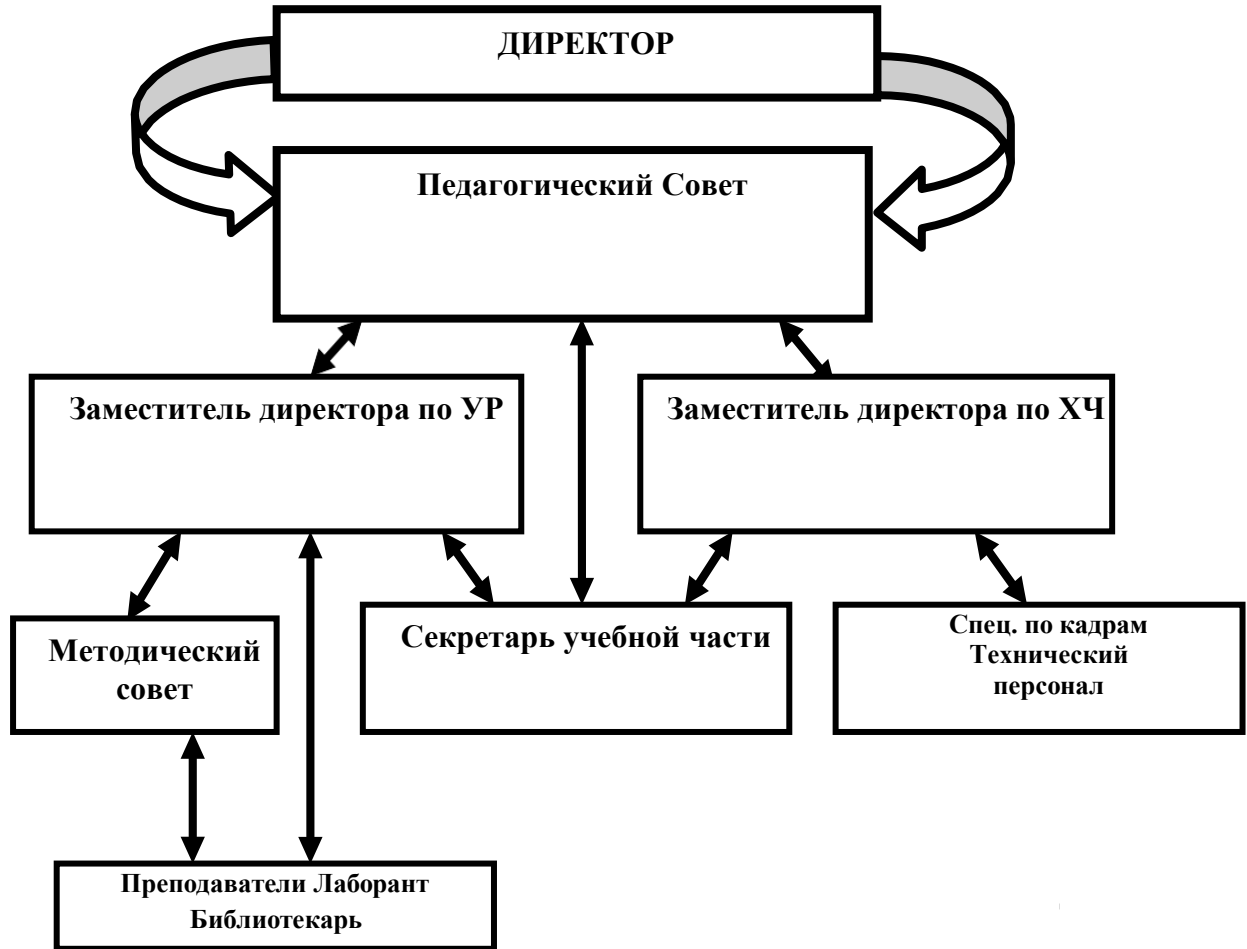 ДИРЕКТОР
Педагогический Совет
Заместитель директора по УР
Заместитель директора по ХЧ
Методический
совет
Секретарь учебной части
Спец. по кадрам
Технический
персонал
Преподаватели Лаборант
Библиотекарь